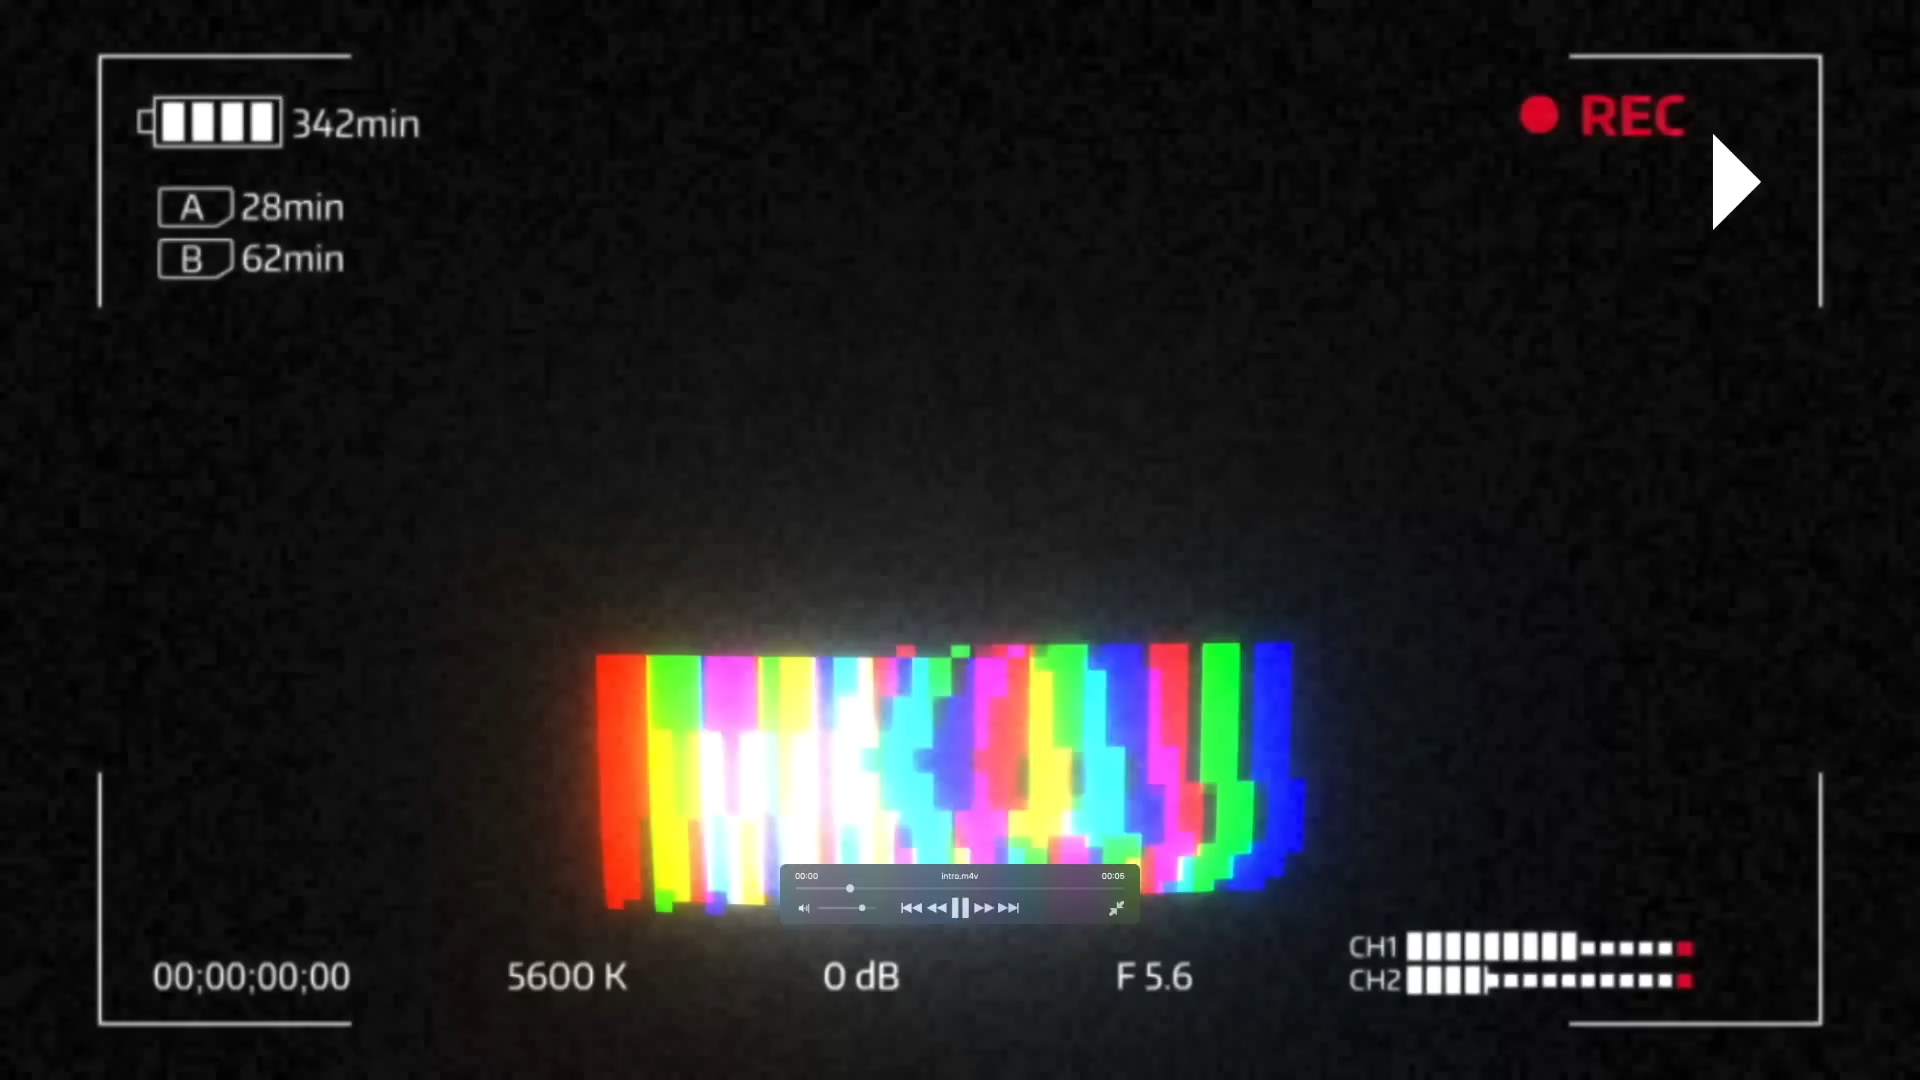 342min
REC
A 28min
B 62min
00:00 intro.m4v 00:05
00;00;00;00
5600 K
0 dB
F 5.6
CH1
CH2